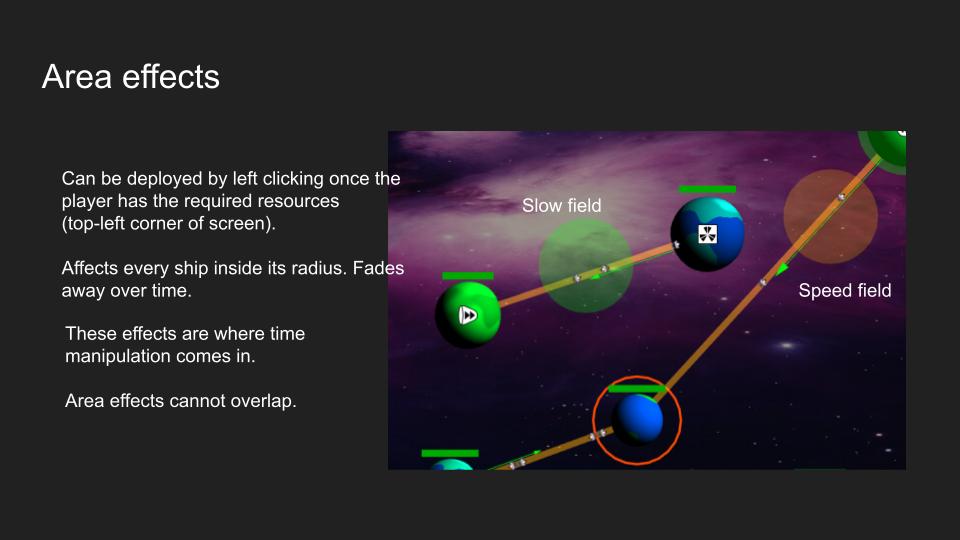 Area effects
Can be deployed by left clicking once the
player has the required resources
(top-left corner of screen).
Affects every ship inside its radius. Fades
away over time.
These effects are where time
manipulation comes in.
Area effects cannot overlap.
Slow field
Speed field